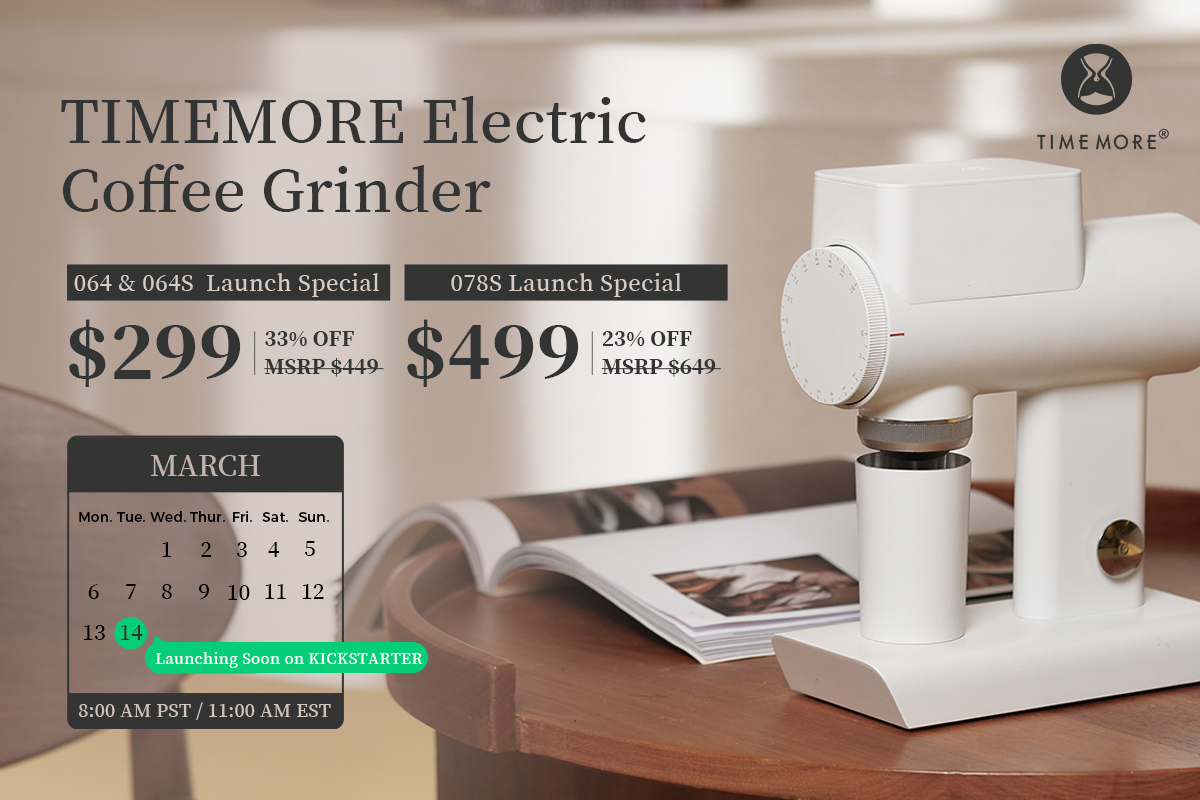 TIMEMORE®
TIMEMORE Electric
Coffee Grinder
064 & 064S Launch Special
$299
33% OFF
MSRP $449
078S Launch Special
$499
23% OFF
MSRP $649
MARCH
Mon. Tue. Wed. Thur. Fri. Sat. Sun.
1 2 3 4 5
6 7 8 9 10 11 12
13 14
Launching Soon on KICKSTARTER
8:00 AM PST / 11:00 AM EST